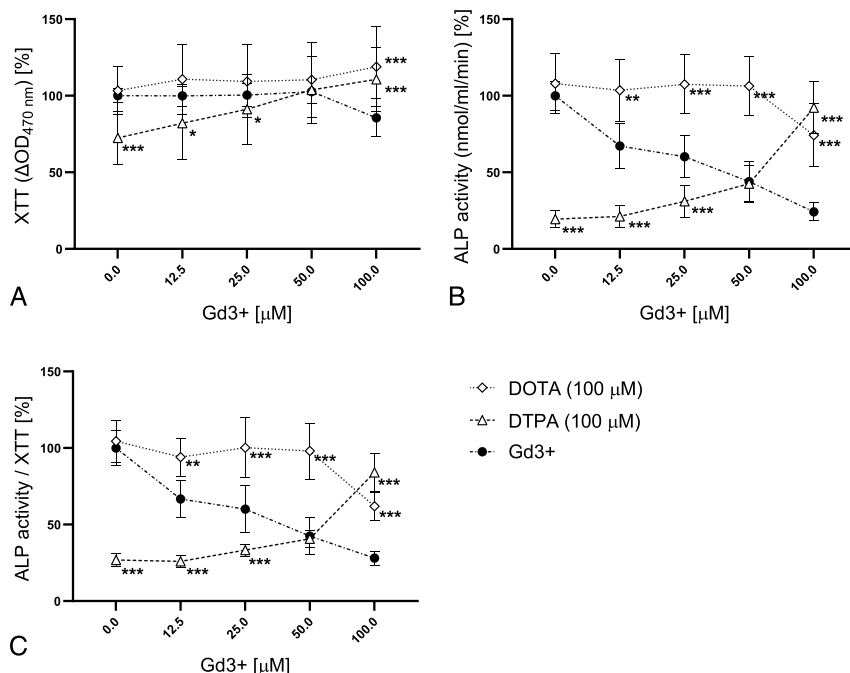 150
100
50
0
XTT (ΔOD470 nm) [%]
***
***
***
*
*
0.0 12.5 25.0 50.0 100.0
Gd3+ [μM]
A
150
100
50
0
ALP activity (nmol/ml/min) [%]
**
***
***
***
***
***
***
***
0.0 12.5 25.0 50.0 100.0
Gd3+ [μM]
B
150
100
50
0
ALP activity / XTT [%]
**
***
***
***
***
***
***
***
0.0 12.5 25.0 50.0 100.0
Gd3+ [μM]
C
DOTA (100 μM)
DTPA (100 μM)
Gd3+